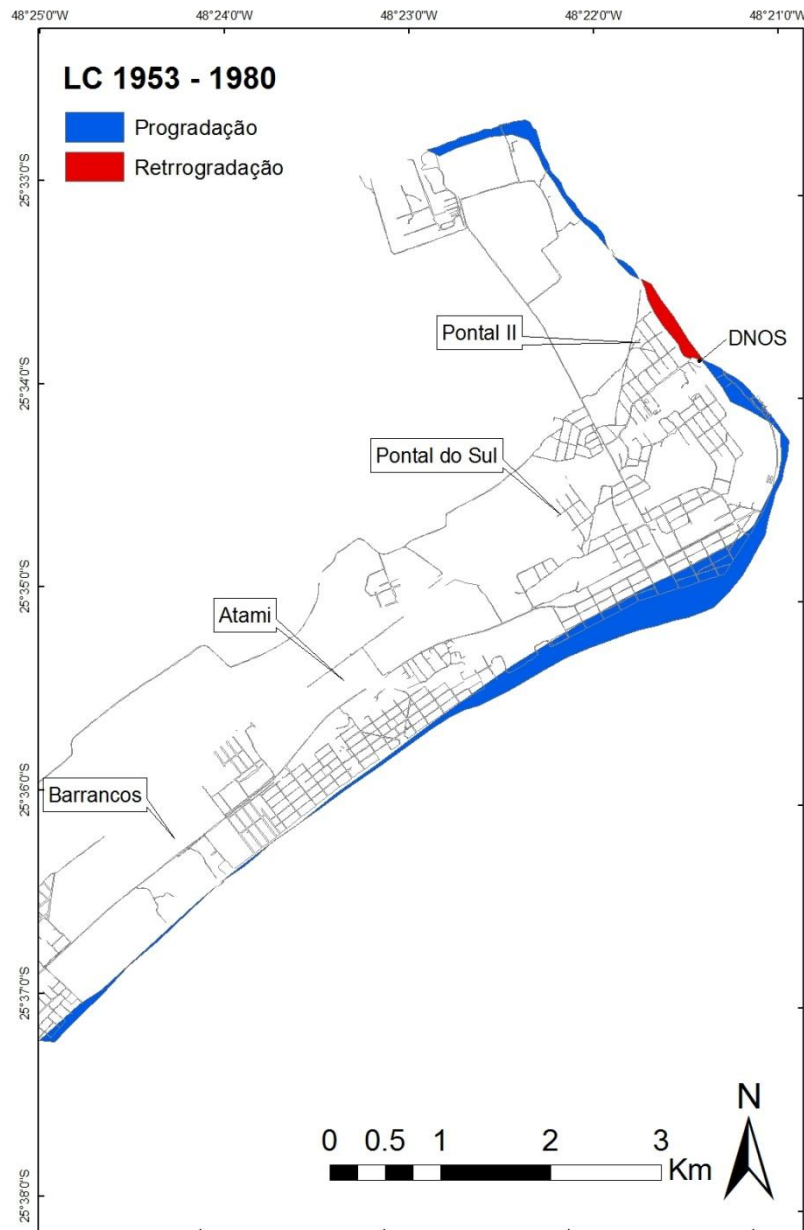 48°25'0"W
48°24'0"W
48°23'0"W
48°22'0"W
48°21'0"W
LC 1953 - 1980
Progradação
Retrrogradação
25°33'0"S
Pontal II
DNOS
25°34'0"S
Pontal do Sul
25°35'0"S
Atami
25°36'0"S
Barrancos
25°37'0"S
N
0 0.5 1 2 3
Km
25°38'0"S